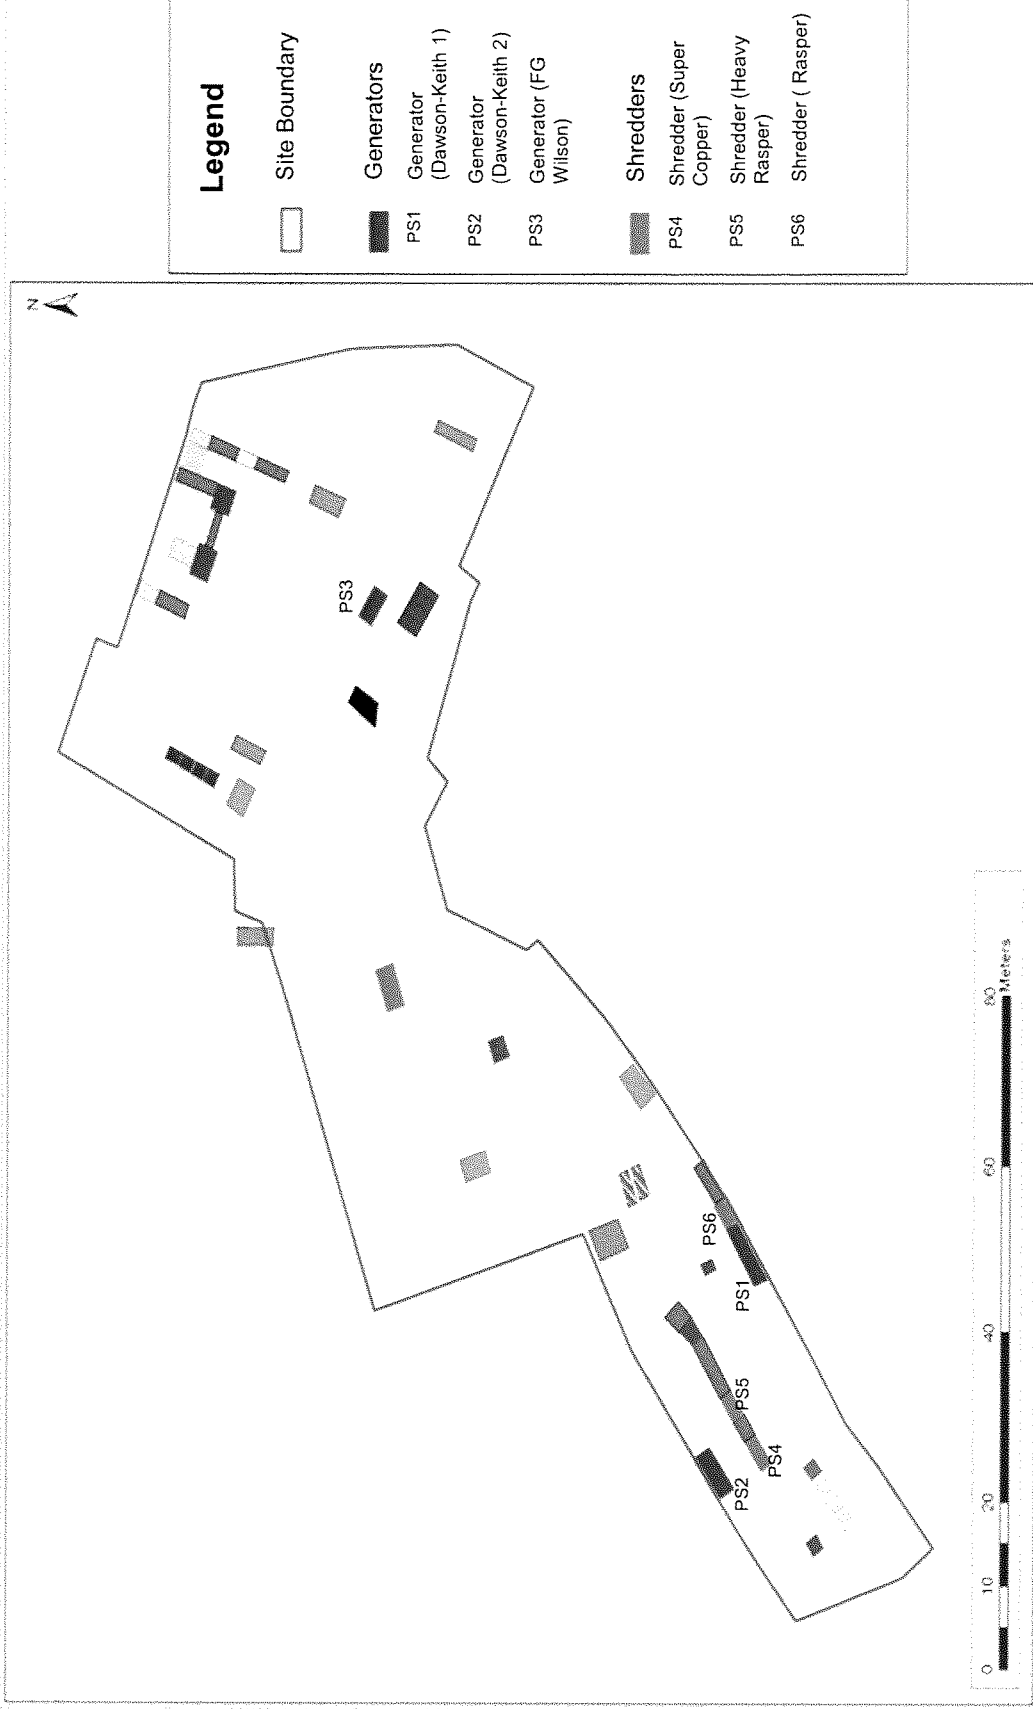 Legend
Site Boundary
Generators
PS1 Generator
(Dawson-Keith 1)
PS2 Generator
(Dawson-Keith 2)
PS3 Generator (FG
Wilson)
Shredders
PS4 Shredder (Super
Copper)
PS5 Shredder (Heavy
Rasper)
PS6 Shredder ( Rasper)
N
PS3
PS6
PS1
PS5
PS4
PS2
0 10 20 40 60 80
Meters